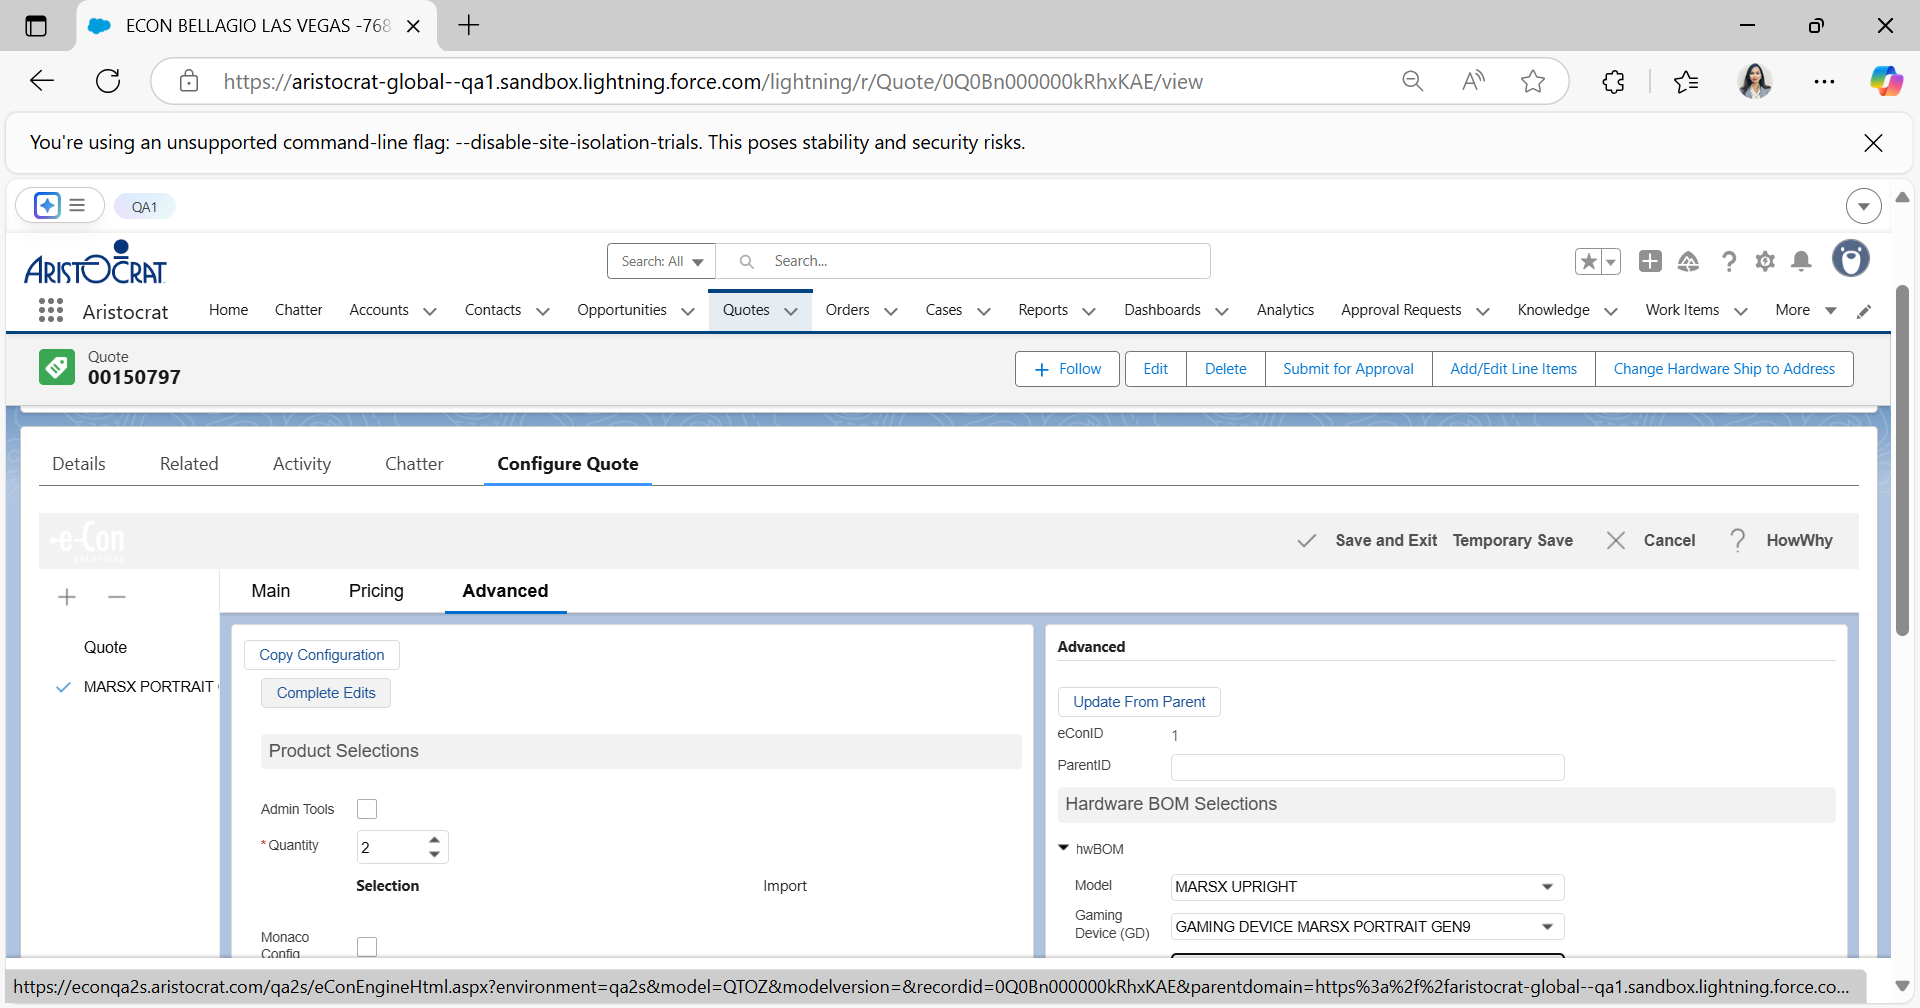 ECON BELLAGIO LAS VEGAS -768
https://aristocrat-global--qa1.sandbox.lightning.force.com/lightning/r/Quote/0Q0Bn000000kRhxKAE/view
You're using an unsupported command-line flag: --disable-site-isolation-trials. This poses stability and security risks.
QA1
ARISTOCRAT
Search: All
Search...
Aristocrat
Home
Chatter
Accounts
Contacts
Opportunities
Quotes
Orders
Cases
Reports
Dashboards
Analytics
Approval Requests
Knowledge
Work Items
More
Quote
00150797
Follow
Edit
Delete
Submit for Approval
Add/Edit Line Items
Change Hardware Ship to Address
Details
Related
Activity
Chatter
Configure Quote
e-Con
SOLUTIONS
Save and Exit
Temporary Save
Cancel
HowWhy
Main
Pricing
Advanced
Quote
MARSX PORTRAIT
Copy Configuration
Complete Edits
Product Selections
Admin Tools
*Quantity
2
Selection
Import
Monaco
Config
Advanced
Update From Parent
eConID
1
ParentID
Hardware BOM Selections
hwBOM
Model
MARSX UPRIGHT
Gaming
Device (GD)
GAMING DEVICE MARSX PORTRAIT GEN9
https://econqa2s.aristocrat.com/qa2s/eConEngineHtml.aspx?environment=qa2s&model=QTOZ&modelversion=&recordid=0Q0Bn000000kRhxKAE&parentdomain=https%3a%2f%2faristocrat-global--qa1.sandbox.lightning.force.co...